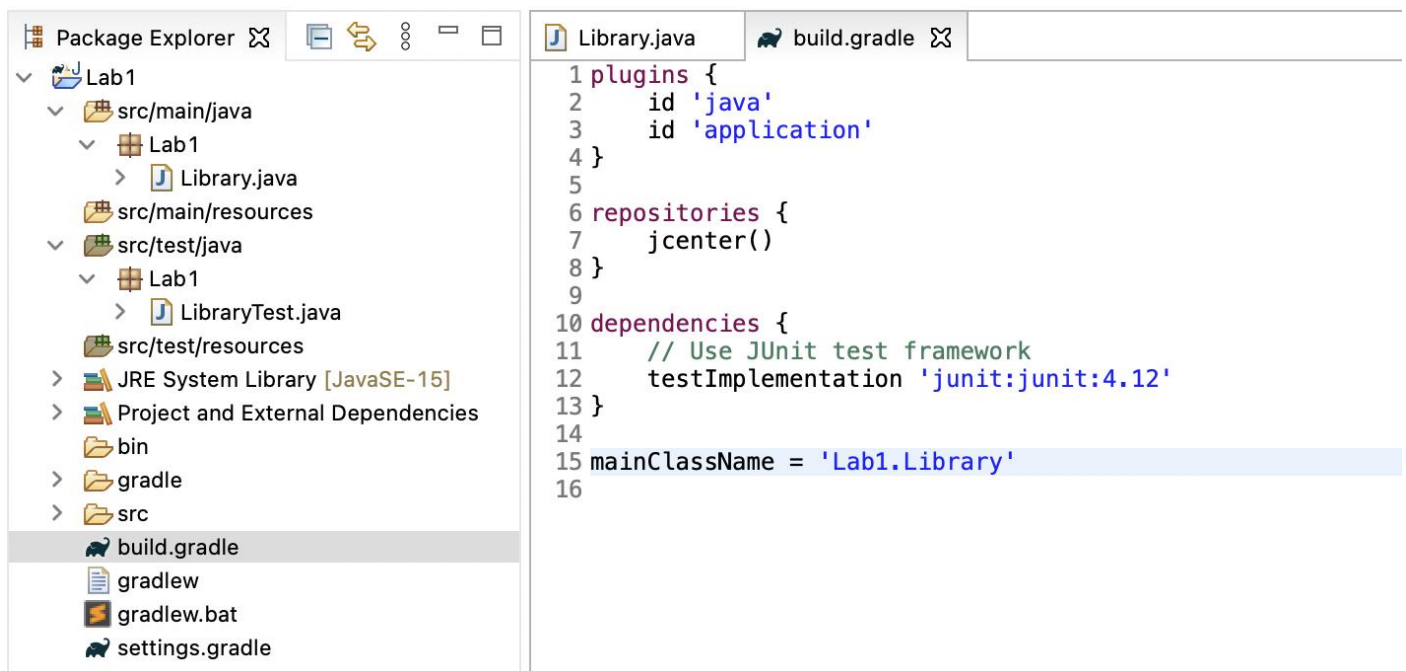 Package Explorer
Lab1
src/main/java
Lab1
Library.java
src/main/resources
src/test/java
Lab1
LibraryTest.java
src/test/resources
JRE System Library [JavaSE-15]
Project and External Dependencies
bin
gradle
src
build.gradle
gradlew
gradlew.bat
settings.gradle
Library.java
build.gradle
1 plugins {
2     id 'java'
3     id 'application'
4 }
5
6 repositories {
7     jcenter()
8 }
9
10 dependencies {
11     // Use JUnit test framework
12     testImplementation 'junit:junit:4.12'
13 }
14
15 mainClassName = 'Lab1.Library'
16